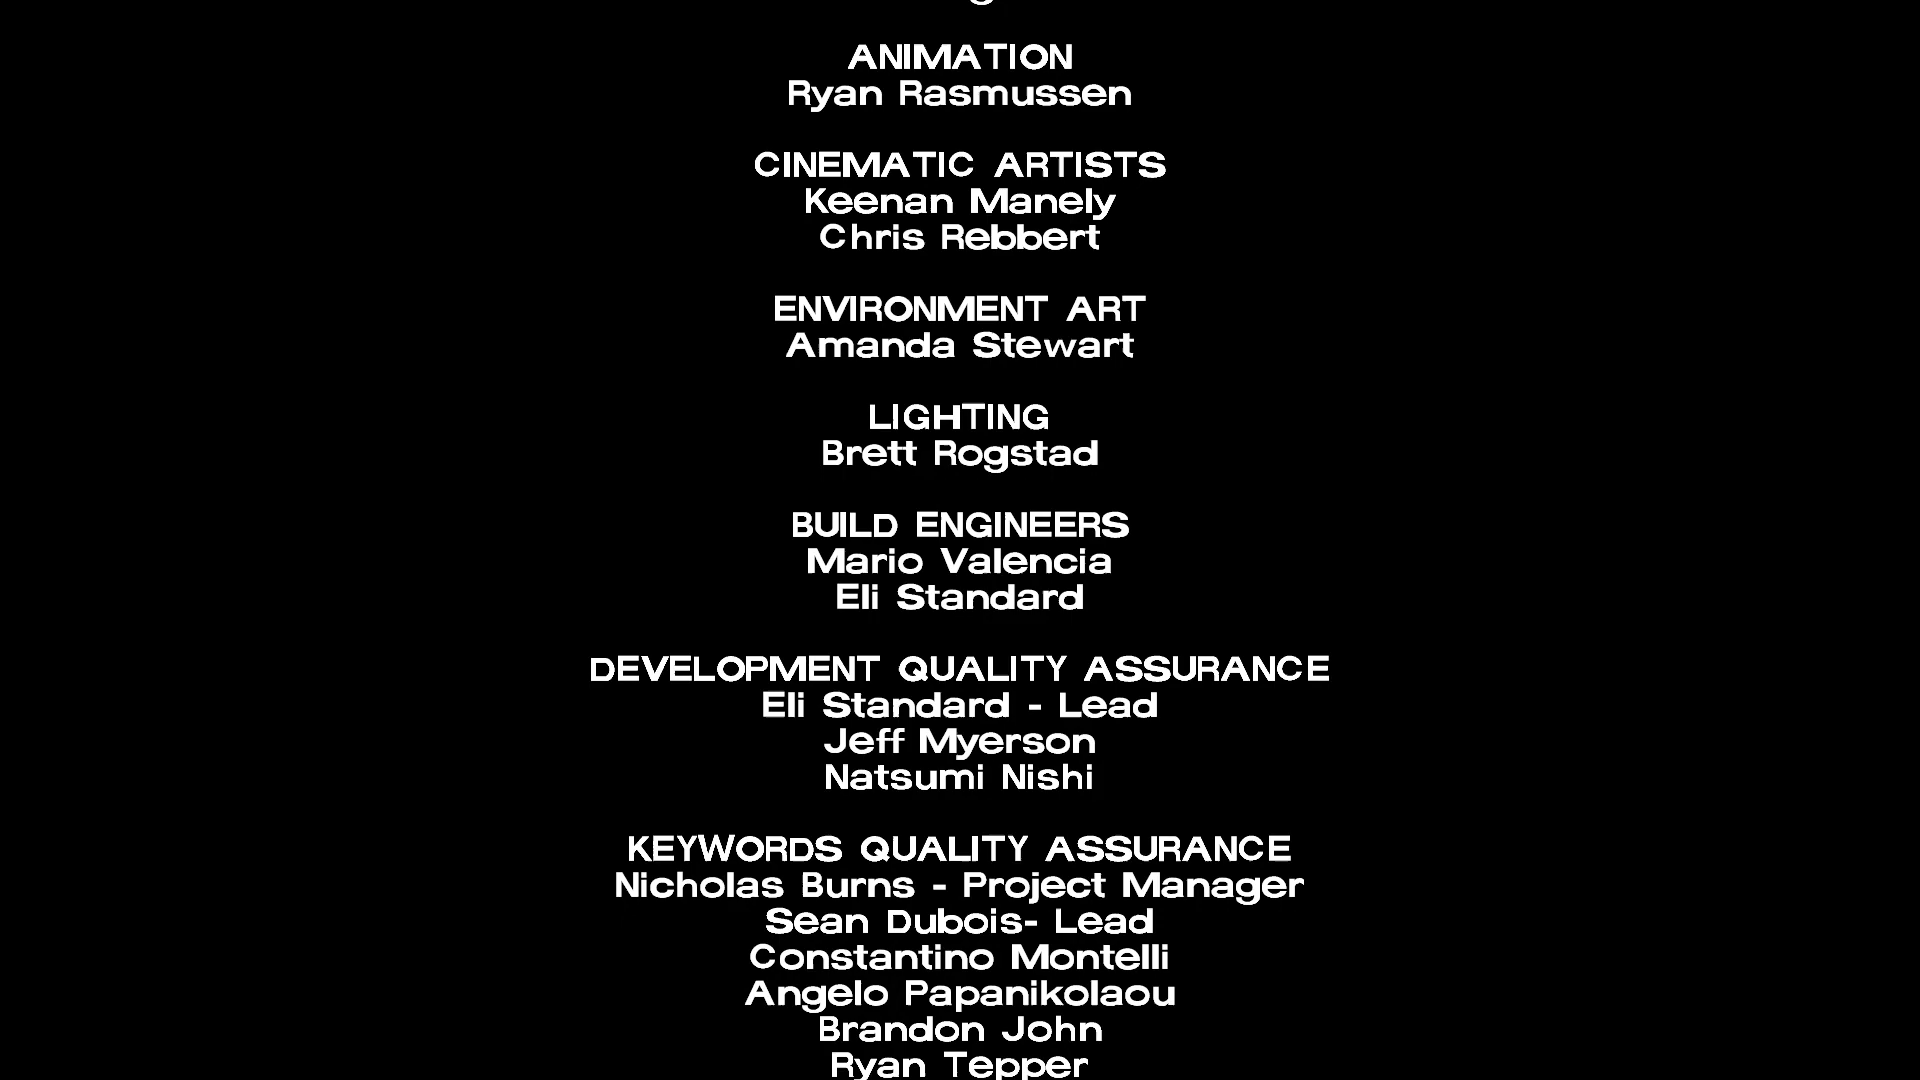 ANIMATION
Ryan Rasmussen
CINEMATIC ARTISTS
Keenan Manely
Chris Rebbert
ENVIRONMENT ART
Amanda Stewart
LIGHTING
Brett Rogstad
BUILD ENGINEERS
Mario Valencia
Eli Standard
DEVELOPMENT QUALITY ASSURANCE
Eli Standard - Lead
Jeff Myerson
Natsumi Nishi
KEYWORDS QUALITY ASSURANCE
Nicholas Burns - Project Manager
Sean Dubois- Lead
Constantino Montelli
Angelo Papanikolaou
Brandon John
Ryan Tepper